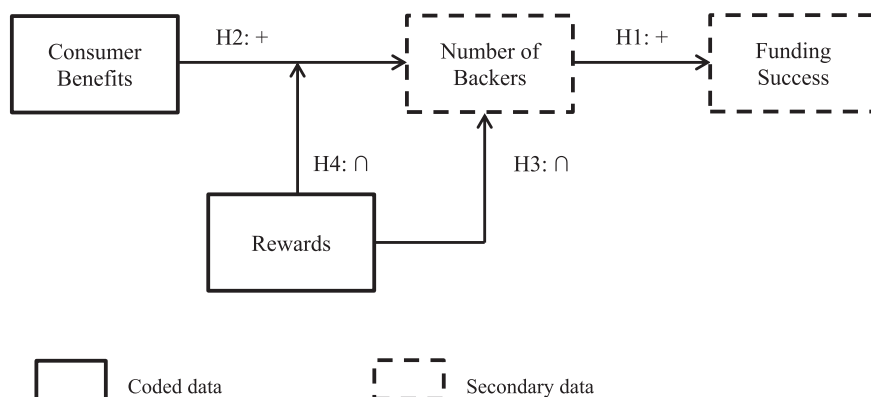 Consumer
Benefits
H2: +
Number of
Backers
H1: +
Funding
Success
H4: ∩
H3: ∩
Rewards
Coded data
Secondary data